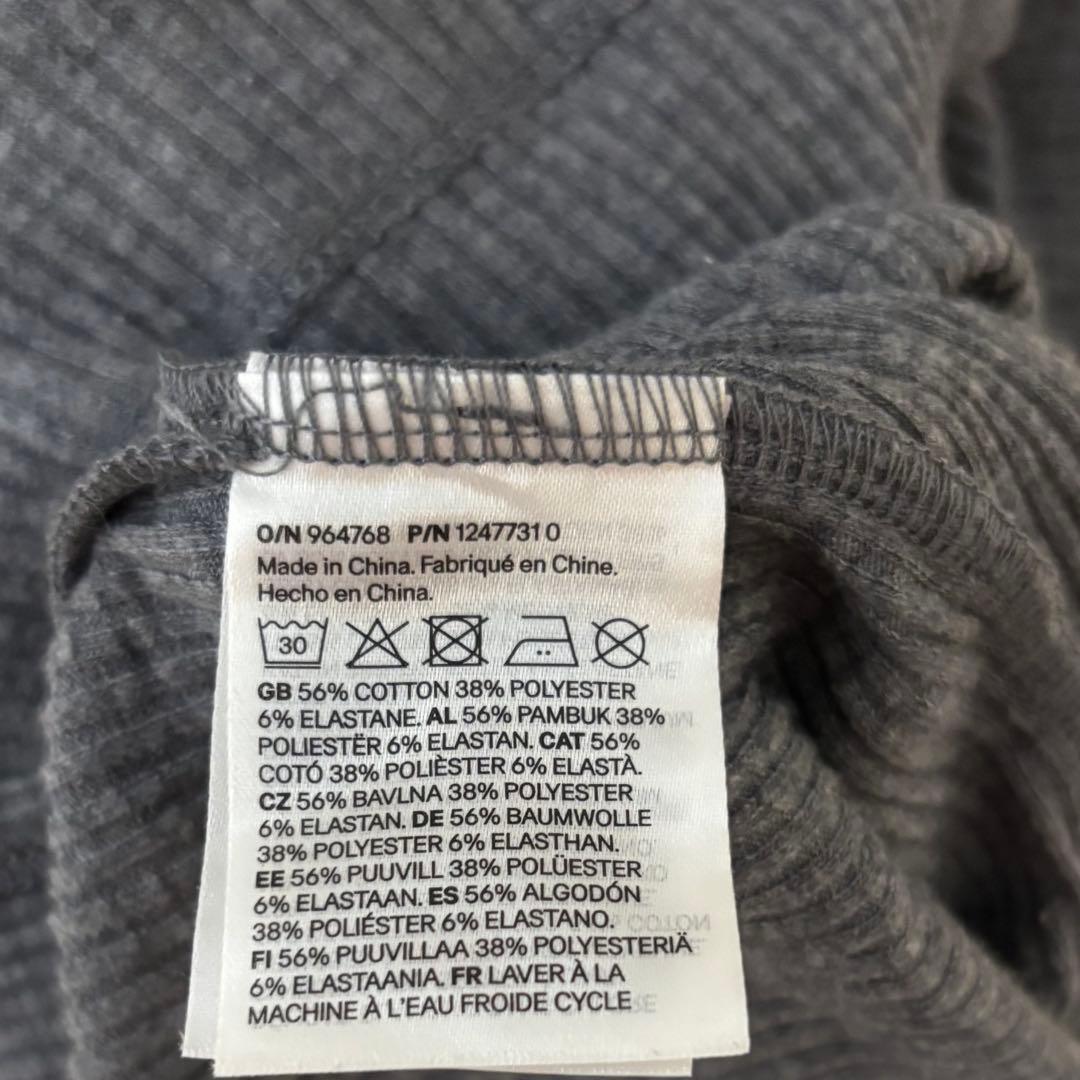 O/N 964768 P/N 1247731 0
Made in China. Fabriqué en Chine.
Hecho en China.
30
GB 56% COTTON 38% POLYESTER
6% ELASTANE. AL 56% PAMBUK 38%
POLIESTËR 6% ELASTAN. CAT 56%
COTÓ 38% POLIÈSTER 6% ELASTÀ.
CZ 56% BAVLNA 38% POLYESTER
6% ELASTAN. DE 56% BAUMWOLLE
38% POLYESTER 6% ELASTHAN.
EE 56% PUUVILL 38% POLÜESTER
6% ELASTAAN. ES 56% ALGODÓN
38% POLIÉSTER 6% ELASTANO.
FI 56% PUUVILLAA 38% POLYESTERIÄ
6% ELASTAANIA. FR LAVER À LA
MACHINE À L'EAU FROIDE CYCLE